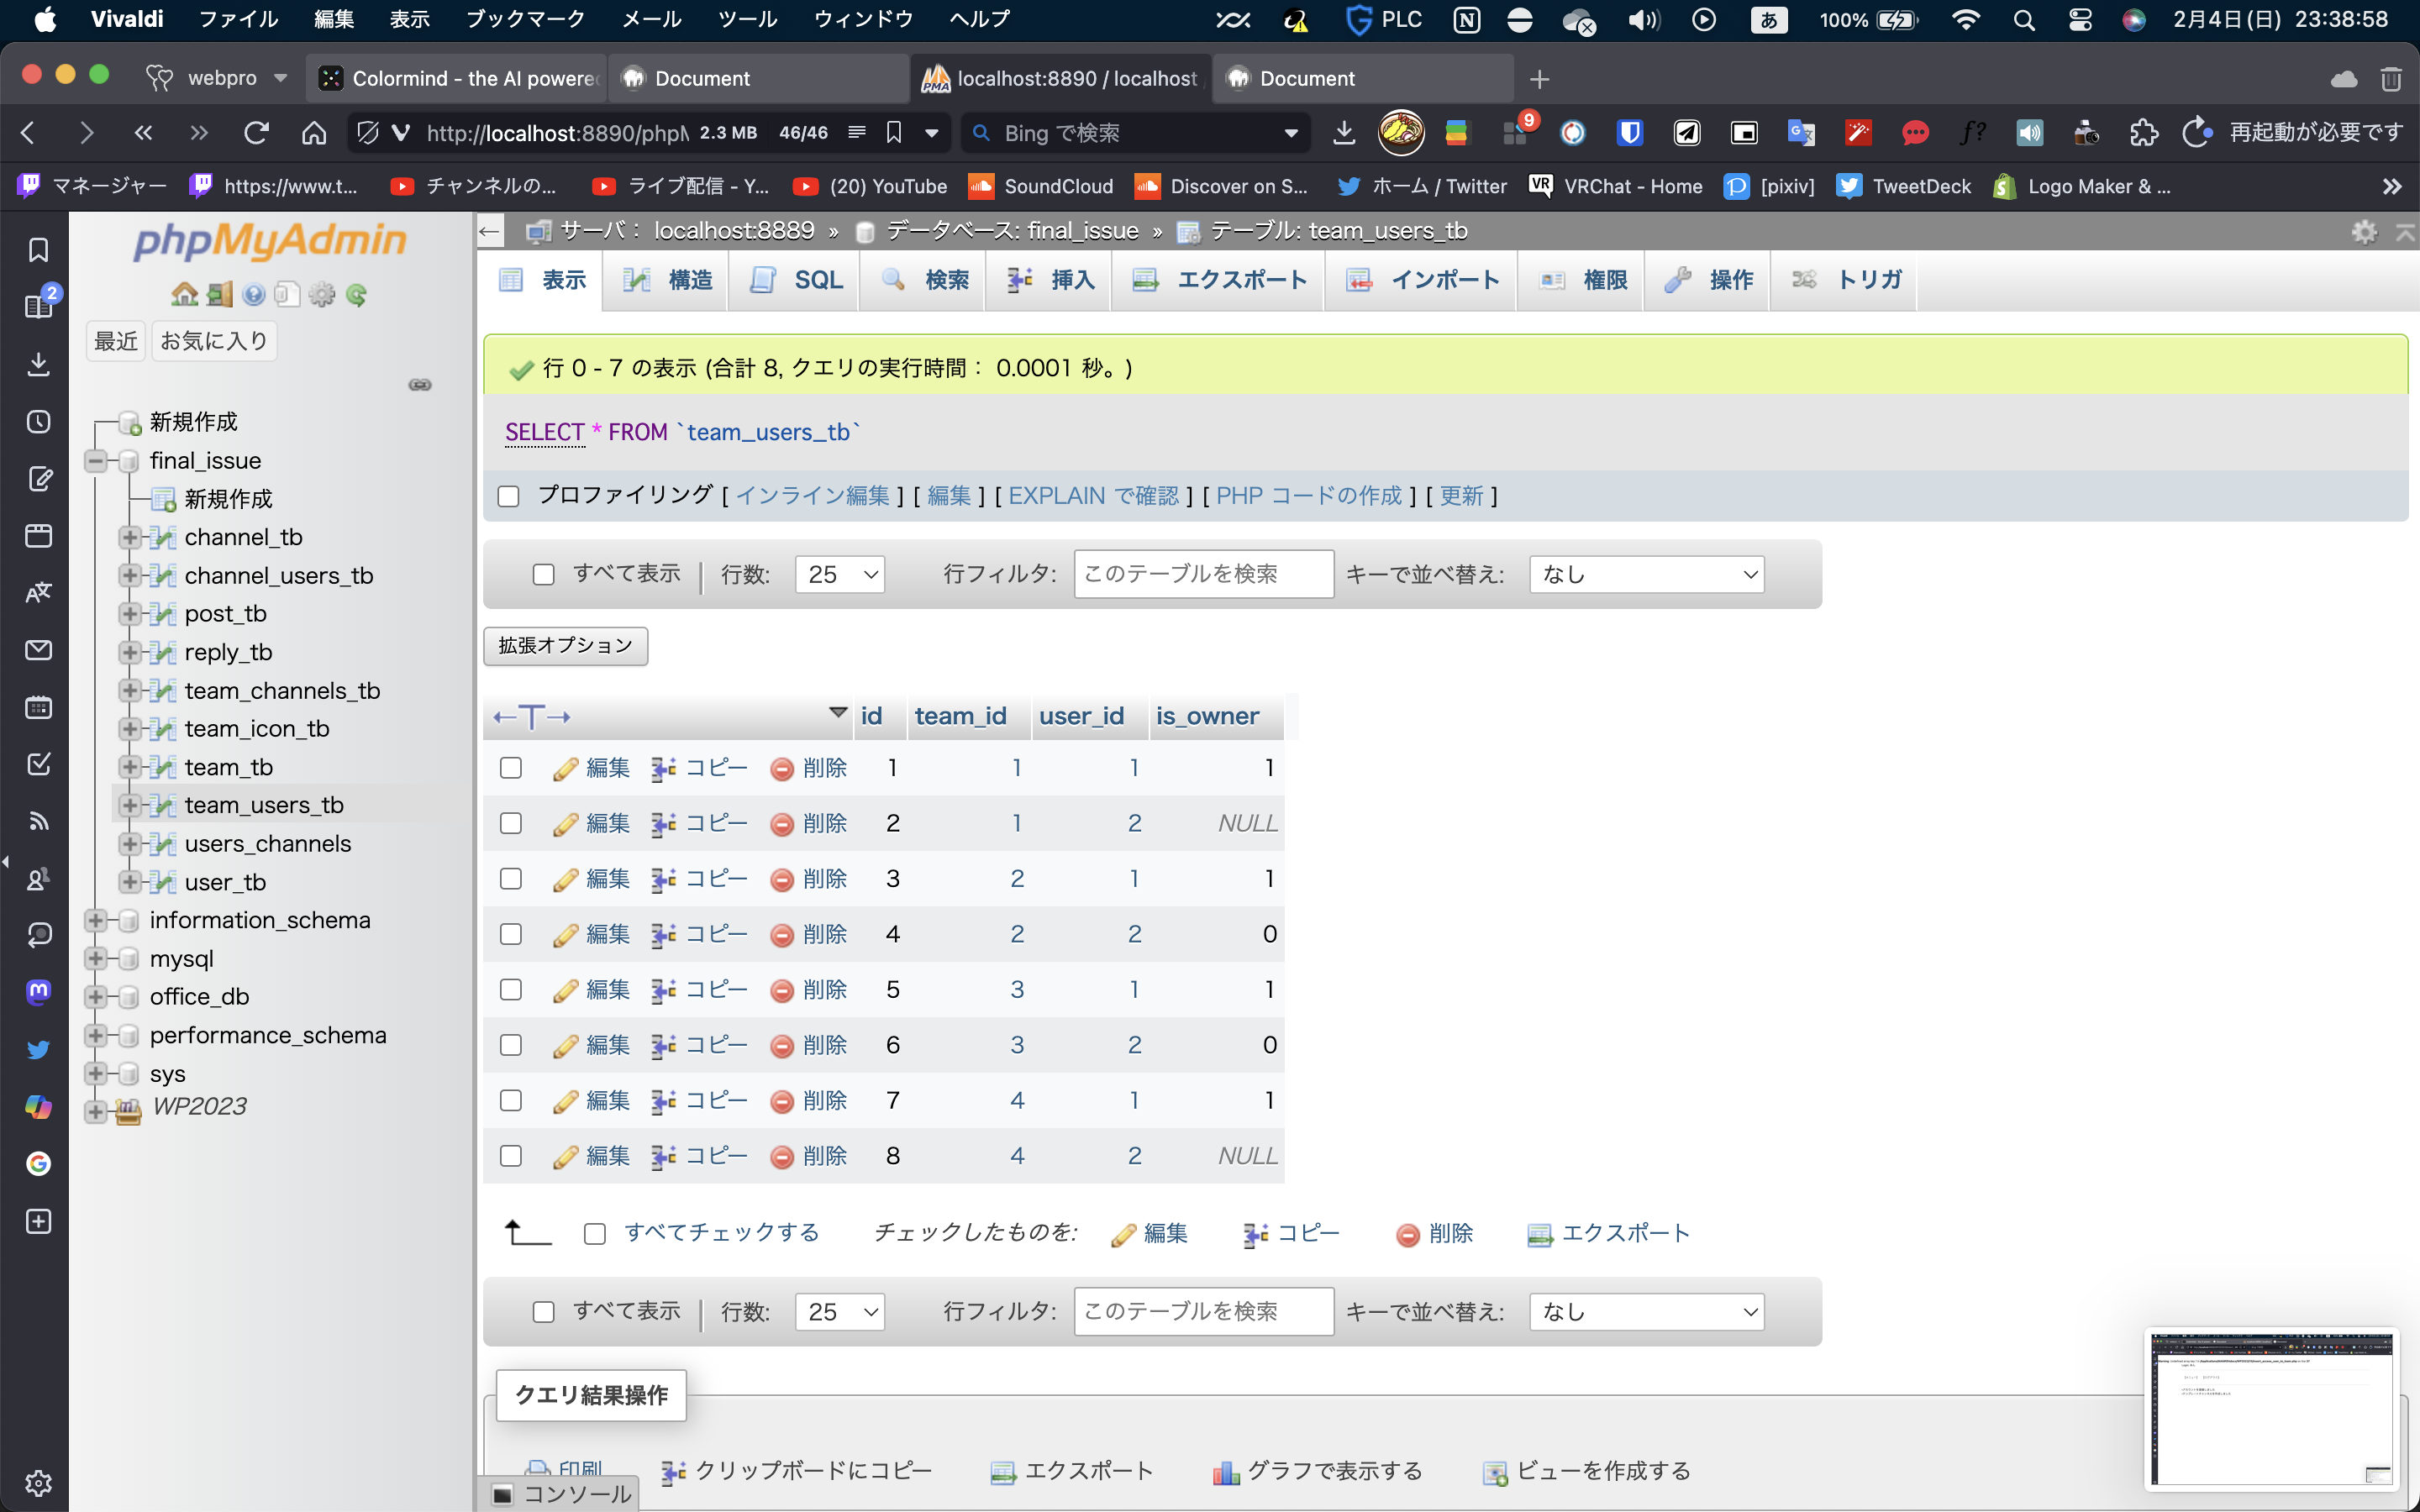 Vivaldi ファイル 編集 表示 ブックマーク メール ツール ウィンドウ ヘルプ PLC あ 100% 2月4日(日) 23:38:58
webpro Colormind - the AI powere Document localhost:8890 / localhost Document
http://localhost:8890/phpM 2.3 MB 46/46 Bing で検索 9 再起動が必要です
マネージャー https://www.t... チャンネルの... ライブ配信 - Y... (20) YouTube SoundCloud Discover on S... ホーム / Twitter VRChat - Home [pixiv] TweetDeck Logo Maker & ...
2
phpMyAdmin
最近 お気に入り
新規作成
final_issue
新規作成
channel_tb
channel_users_tb
post_tb
reply_tb
team_channels_tb
team_icon_tb
team_tb
team_users_tb
users_channels
user_tb
information_schema
mysql
office_db
performance_schema
sys
WP2023
サーバ: localhost:8889 » データベース: final_issue » テーブル: team_users_tb
表示 構造 SQL 検索 挿入 エクスポート インポート 権限 操作 トリガ
行 0 - 7 の表示 (合計 8, クエリの実行時間: 0.0001 秒。)
SELECT * FROM `team_users_tb`
プロファイリング [ インライン編集 ] [ 編集 ] [ EXPLAIN で確認 ] [ PHP コードの作成 ] [ 更新 ]
すべて表示 | 行数: 25 行フィルタ: このテーブルを検索 キーで並べ替え: なし
拡張オプション
←T→ id team_id user_id is_owner
編集 コピー 削除 1 1 1 1
編集 コピー 削除 2 1 2 NULL
編集 コピー 削除 3 2 1 1
編集 コピー 削除 4 2 2 0
編集 コピー 削除 5 3 1 1
編集 コピー 削除 6 3 2 0
編集 コピー 削除 7 4 1 1
編集 コピー 削除 8 4 2 NULL
すべてチェックする チェックしたものを: 編集 コピー 削除 エクスポート
すべて表示 | 行数: 25 行フィルタ: このテーブルを検索 キーで並べ替え: なし
クエリ結果操作
印刷 クリップボードにコピー エクスポート グラフで表示する ビューを作成する
コンソール